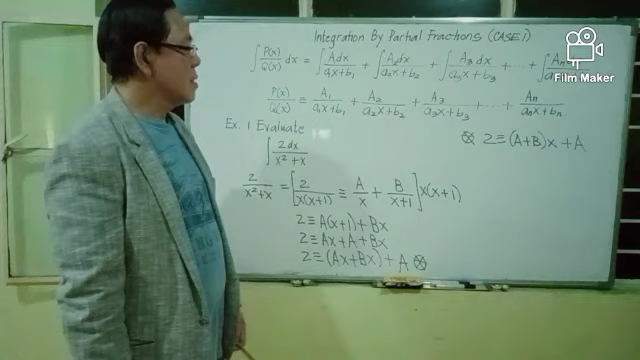 Integration By Partial Fractions (CASE 1)
∫ P(x)/Q(x) dx = ∫ A dx/(a₁x+b₁) + ∫ A₂dx/(a₂x+b₂) + ∫ A₃dx/(a₃x+b₃) + ... + ∫
P(x)/Q(x) ≡ A₁/(a₁x+b₁) + A₂/(a₂x+b₂) + A₃/(a₃x+b₃) + ... + An/(anx+bn)
Ex. 1 Evaluate
∫ 2dx/(x²+x)
2/(x²+x) = [2/(x(x+1)) ≡ A/x + B/(x+1)] x(x+1)
2 ≡ A(x+1) + Bx
2 ≡ Ax + A + Bx
2 ≡ (Ax + Bx) + A ⊗
⊗ 2 ≡ (A+B)x + A
Film Maker